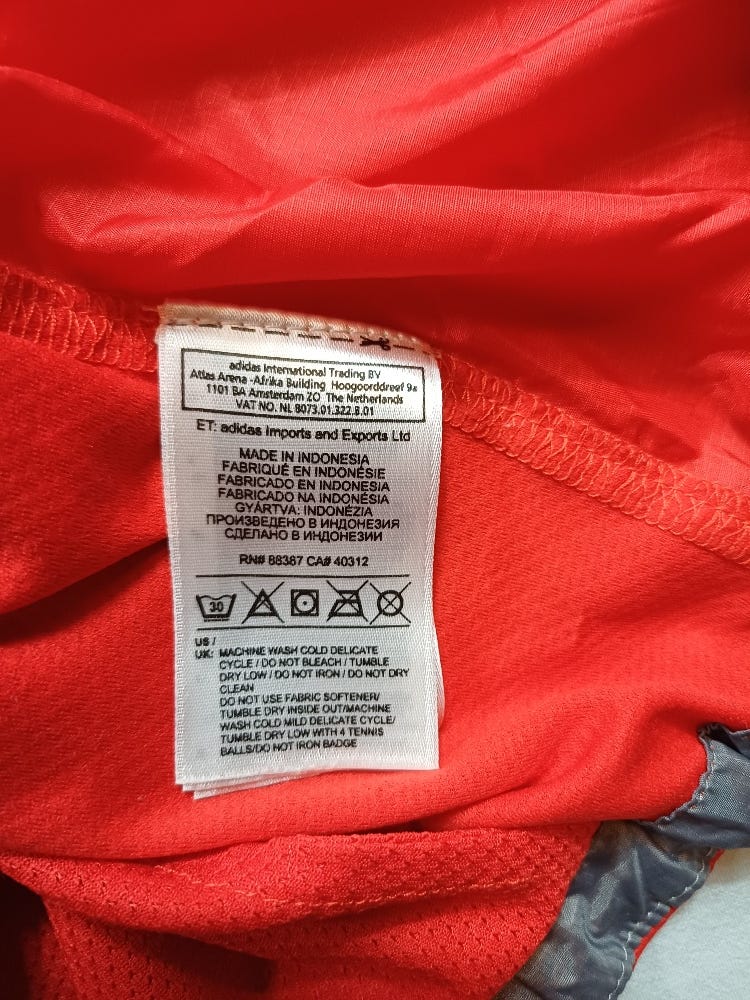 adidas International Trading BV
Atlas Arena -Afrika Building Hoogoorddreef 9a
1101 BA Amsterdam ZO The Netherlands
VAT NO. NL 8073.01.322.B.01
ET: adidas Imports and Exports Ltd
MADE IN INDONESIA
FABRIQUÉ EN INDONÉSIE
FABRICADO EN INDONESIA
FABRICADO NA INDONÉSIA
GYÁRTVA: INDONÉZIA
ПРОИЗВЕДЕНО В ИНДОНЕЗИЯ
СДЕЛАНО В ИНДОНЕЗИИ
RN# 88387 CA# 40312
30
US /
UK: MACHINE WASH COLD DELICATE
CYCLE / DO NOT BLEACH / TUMBLE
DRY LOW / DO NOT IRON / DO NOT DRY
CLEAN
DO NOT USE FABRIC SOFTENER/
TUMBLE DRY INSIDE OUT/MACHINE
WASH COLD MILD DELICATE CYCLE/
TUMBLE DRY LOW WITH 4 TENNIS
BALLS/DO NOT IRON BADGE